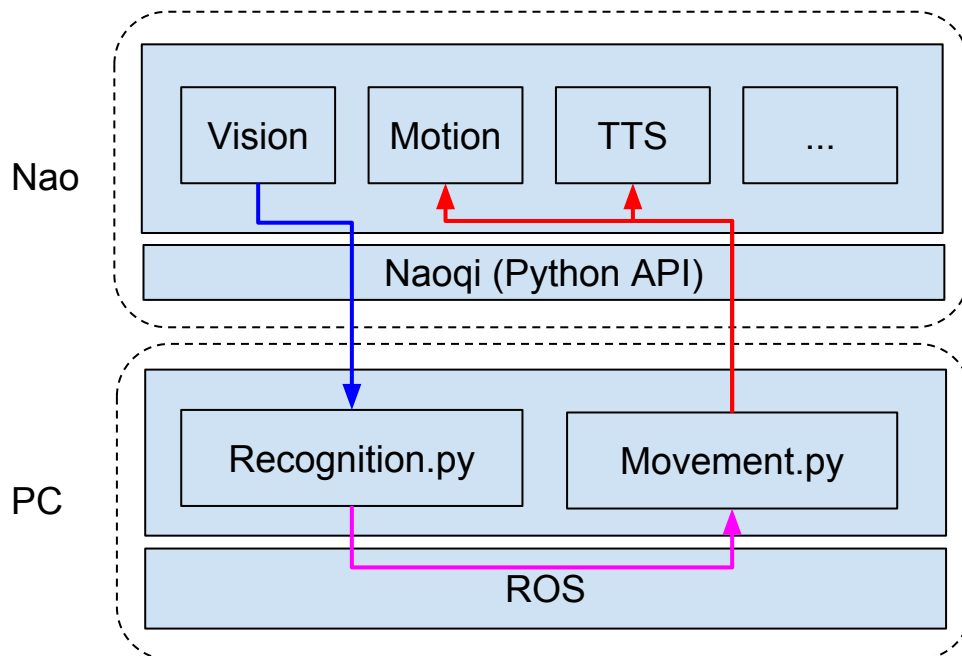 Nao
Vision
Motion
TTS
...
Naoqi (Python API)
PC
Recognition.py
Movement.py
ROS